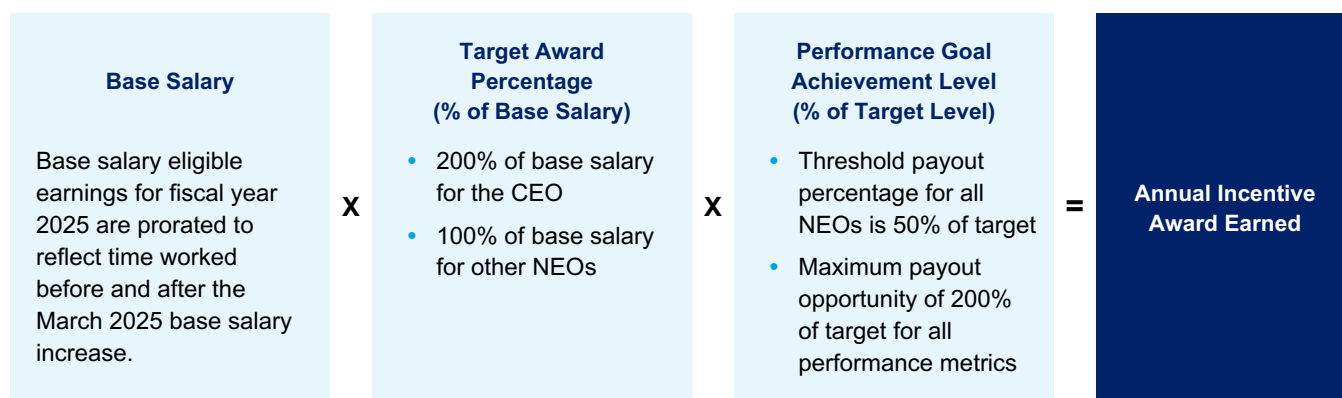 Base Salary
Base salary eligible
earnings for fiscal year
2025 are prorated to
reflect time worked
before and after the
March 2025 base salary
increase.
X
Target Award
Percentage
(% of Base Salary)
• 200% of base salary
for the CEO
• 100% of base salary
for other NEOs
X
Performance Goal
Achievement Level
(% of Target Level)
• Threshold payout
percentage for all
NEOs is 50% of target
• Maximum payout
opportunity of 200%
of target for all
performance metrics
=
Annual Incentive
Award Earned